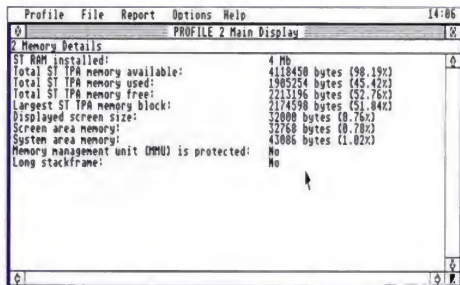 Profile File Report Options Help 14:06
PROFILE 2 Main Display
2 Memory Details
ST RAM installed: 4 Mb
Total ST TPA memory available: 4118450 bytes (98.19%)
Total ST TPA memory used: 1905254 bytes (45.42%)
Total ST TPA memory free: 2213196 bytes (52.76%)
Largest ST TPA memory block: 2174598 bytes (51.84%)
Displayed screen size: 32000 bytes (0.76%)
Screen area memory: 32768 bytes (0.78%)
System area memory: 43086 bytes (1.02%)
Memory management unit (MMU) is protected: No
Long stackframe: No